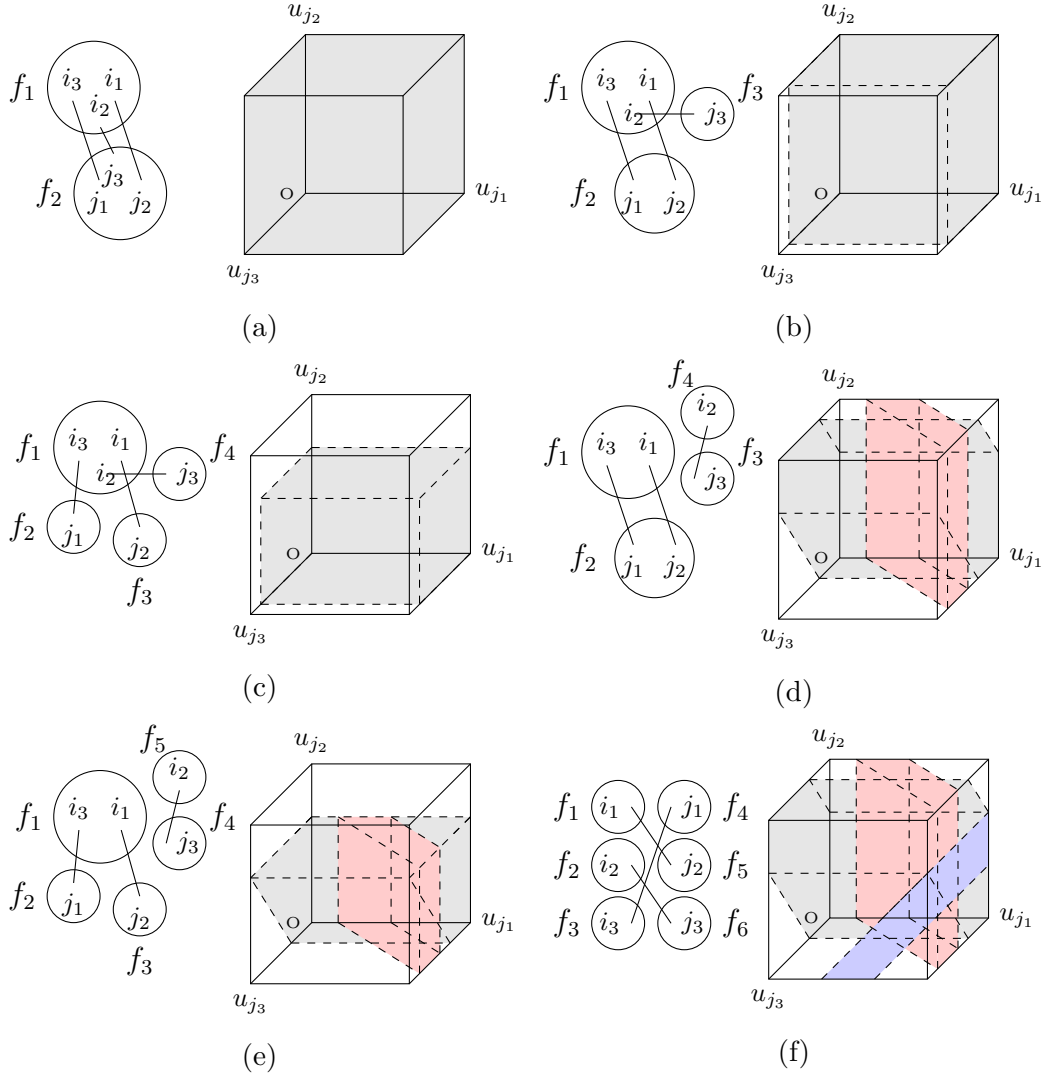 u_{j_2} u_{j_2}
f_1 i_3 i_1 f_1 i_3 i_1 f_3
i_2 i_2 j_3
j_3
f_2 j_1 j_2 o u_{j_1} f_2 j_1 j_2 o u_{j_1}
u_{j_3} u_{j_3}
(a) (b)
u_{j_2} f_4 u_{j_2}
i_2
f_1 i_3 i_1 f_4 f_1 i_3 i_1 f_3
i_2 j_3 j_3
f_2 j_1 j_2 o u_{j_1} f_2 j_1 j_2 o u_{j_1}
f_3
u_{j_3} u_{j_3}
(c) (d)
f_5 u_{j_2} u_{j_2}
i_2
f_1 i_3 i_1 f_4 f_1 i_1 j_1 f_4
j_3 f_2 i_2 j_2 f_5
f_2 j_1 j_2 o u_{j_1} f_3 i_3 j_3 f_6 o u_{j_1}
f_3
u_{j_3} u_{j_3}
(e) (f)